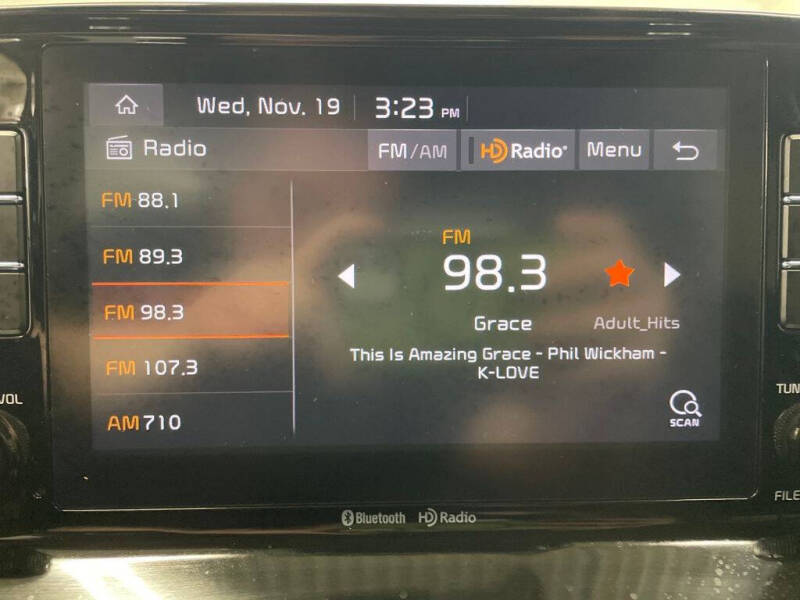 Wed, Nov. 19 3:23 PM
Radio FM/AM HD Radio® Menu
FM 88.1
FM 89.3
FM 98.3
FM 107.3
AM 710
FM
98.3
Grace Adult_Hits
This Is Amazing Grace - Phil Wickham -
K-LOVE
SCAN
VOL
TUN
FILE
Bluetooth HD Radio